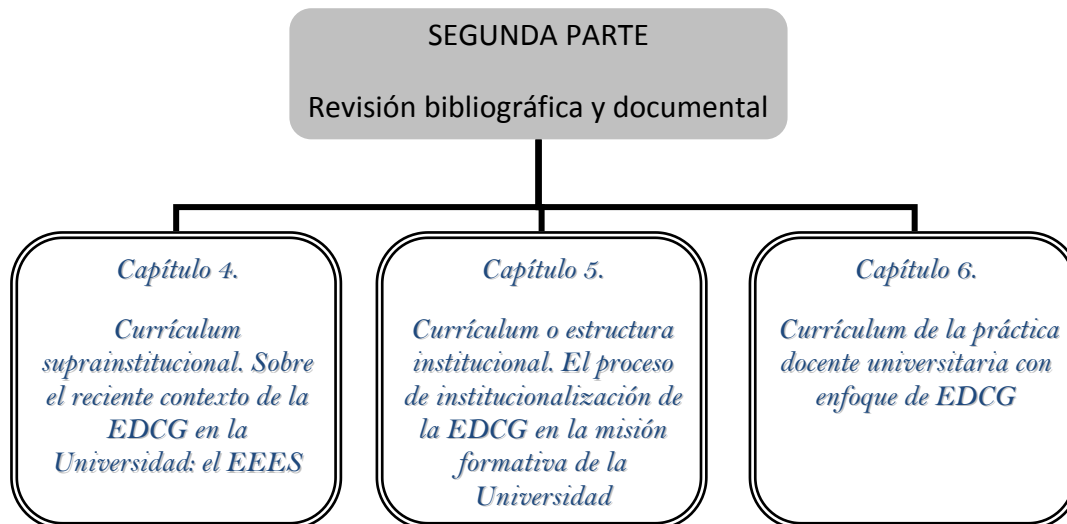 SEGUNDA PARTE
Revisión bibliográfica y documental
Capítulo 4.
Currículum
suprainstitucional. Sobre
el reciente contexto de la
EDCG en la
Universidad: el EEES
Capítulo 5.
Currículum o estructura
institucional. El proceso
de institucionalización de
la EDCG en la misión
formativa de la
Universidad
Capítulo 6.
Currículum de la práctica
docente universitaria con
enfoque de EDCG